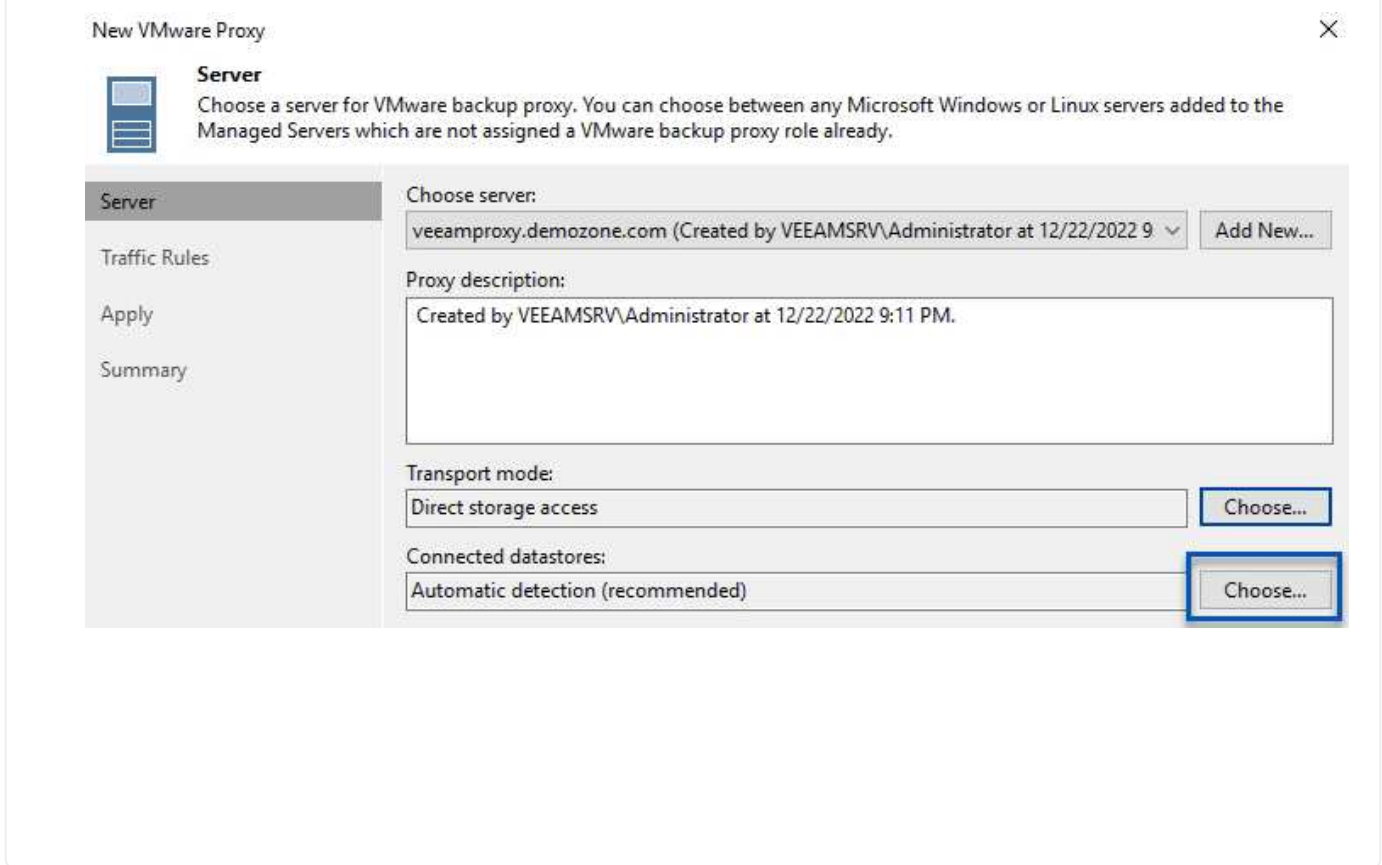 New VMware Proxy
Server
Choose a server for VMware backup proxy. You can choose between any Microsoft Windows or Linux servers added to the
Managed Servers which are not assigned a VMware backup proxy role already.
Server
Traffic Rules
Apply
Summary
Choose server:
veeamproxy.demozone.com (Created by VEEAMSRV\Administrator at 12/22/2022 9
Add New...
Proxy description:
Created by VEEAMSRV\Administrator at 12/22/2022 9:11 PM.
Transport mode:
Direct storage access
Choose...
Connected datastores:
Automatic detection (recommended)
Choose...